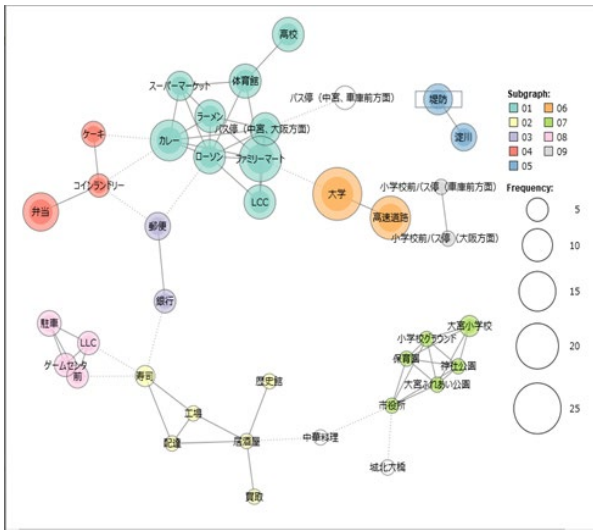 高校
スーパーマーケット
体育館
バス停（中宮、車庫前方面）
堤防
淀川
ラーメン
バス停（中宮、大阪方面）
ケーキ
カレー
ローソン
ファミリーマート
コインランドリー
弁当
LCC
大学
高速道路
小学校前バス停（車庫前方面）
小学校前バス停（大阪方面）
郵便
銀行
駐車
LLC
ゲームセンタ
前
寿司
歴史館
工場
配達
居酒屋
買取
中華料理
大宮小学校
小学校グラウンド
保育園
神社公園
大宮ふれあい公園
市役所
城北大橋
Subgraph:
01
06
02
07
03
08
04
09
05
Frequency:
5
10
15
20
25